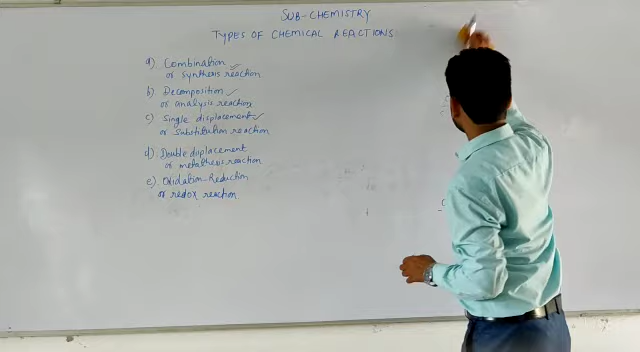 SUB-CHEMISTRY
TYPES OF CHEMICAL REACTIONS
a) Combination
or synthesis reaction
b) Decomposition
or analysis reaction
c) Single displacement
or substitution reaction
d) Double displacement
or metathesis reaction
e) Oxidation-Reduction
or redox reaction